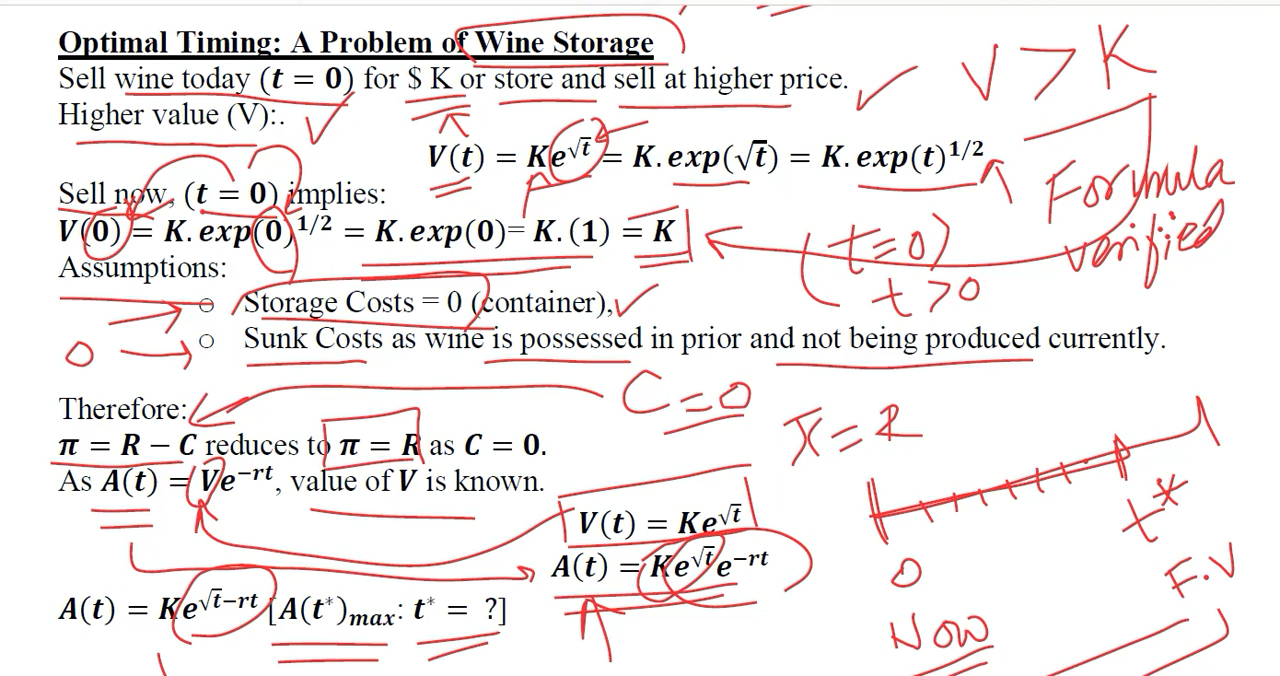 Optimal Timing: A Problem of Wine Storage
Sell wine today (t = 0) for $ K or store and sell at higher price.
V > K
Higher value (V):.
V(t) = Ke^√t = K.exp(√t) = K.exp(t)^1/2
Formula
verified
Sell now, (t = 0) implies:
V(0) = K.exp(0)^1/2 = K.exp(0)= K.(1) = K
(t=0)
t>0
Assumptions:
o Storage Costs = 0 (container),
o Sunk Costs as wine is possessed in prior and not being produced currently.
0
C=0
Therefore:
π = R − C reduces to π = R as C = 0.
π=R
As A(t) = Ve^−rt, value of V is known.
V(t) = Ke^√t
A(t) = Ke^√t e^−rt
t*
0
F.V
A(t) = Ke^√t−rt [A(t*)max: t* = ?]
Now